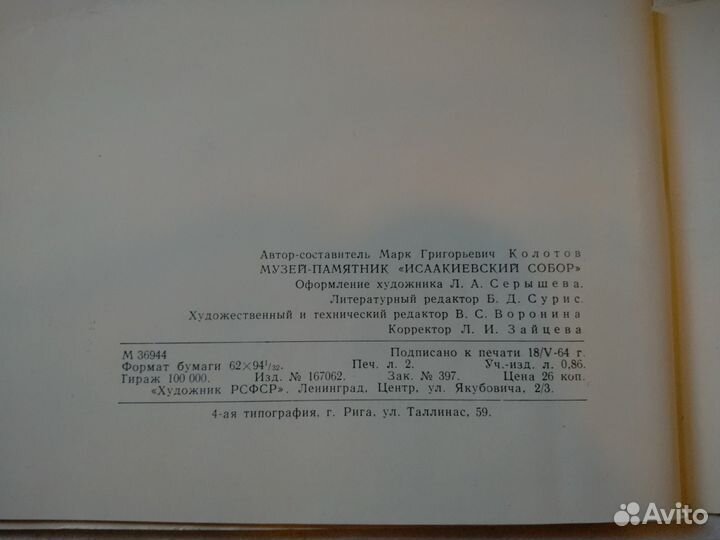 Автор-составитель Марк Григорьевич Колотов
МУЗЕЙ-ПАМЯТНИК «ИСААКИЕВСКИЙ СОБОР»
Оформление художника Л. А. Серышева.
Литературный редактор Б. Д. Сурис.
Художественный и технический редактор В. С. Воронина
Корректор Л. И. Зайцева
М 36944 Подписано к печати 18/V-64 г.
Формат бумаги 62×94¹/₃₂. Печ. л. 2. Уч.-изд. л. 0,86.
Тираж 100 000. Изд. № 167062. Зак. № 397. Цена 26 коп.
«Художник РСФСР». Ленинград, Центр, ул. Якубовича, 2/3.
4-ая типография, г. Рига, ул. Таллинас, 59.
Avito